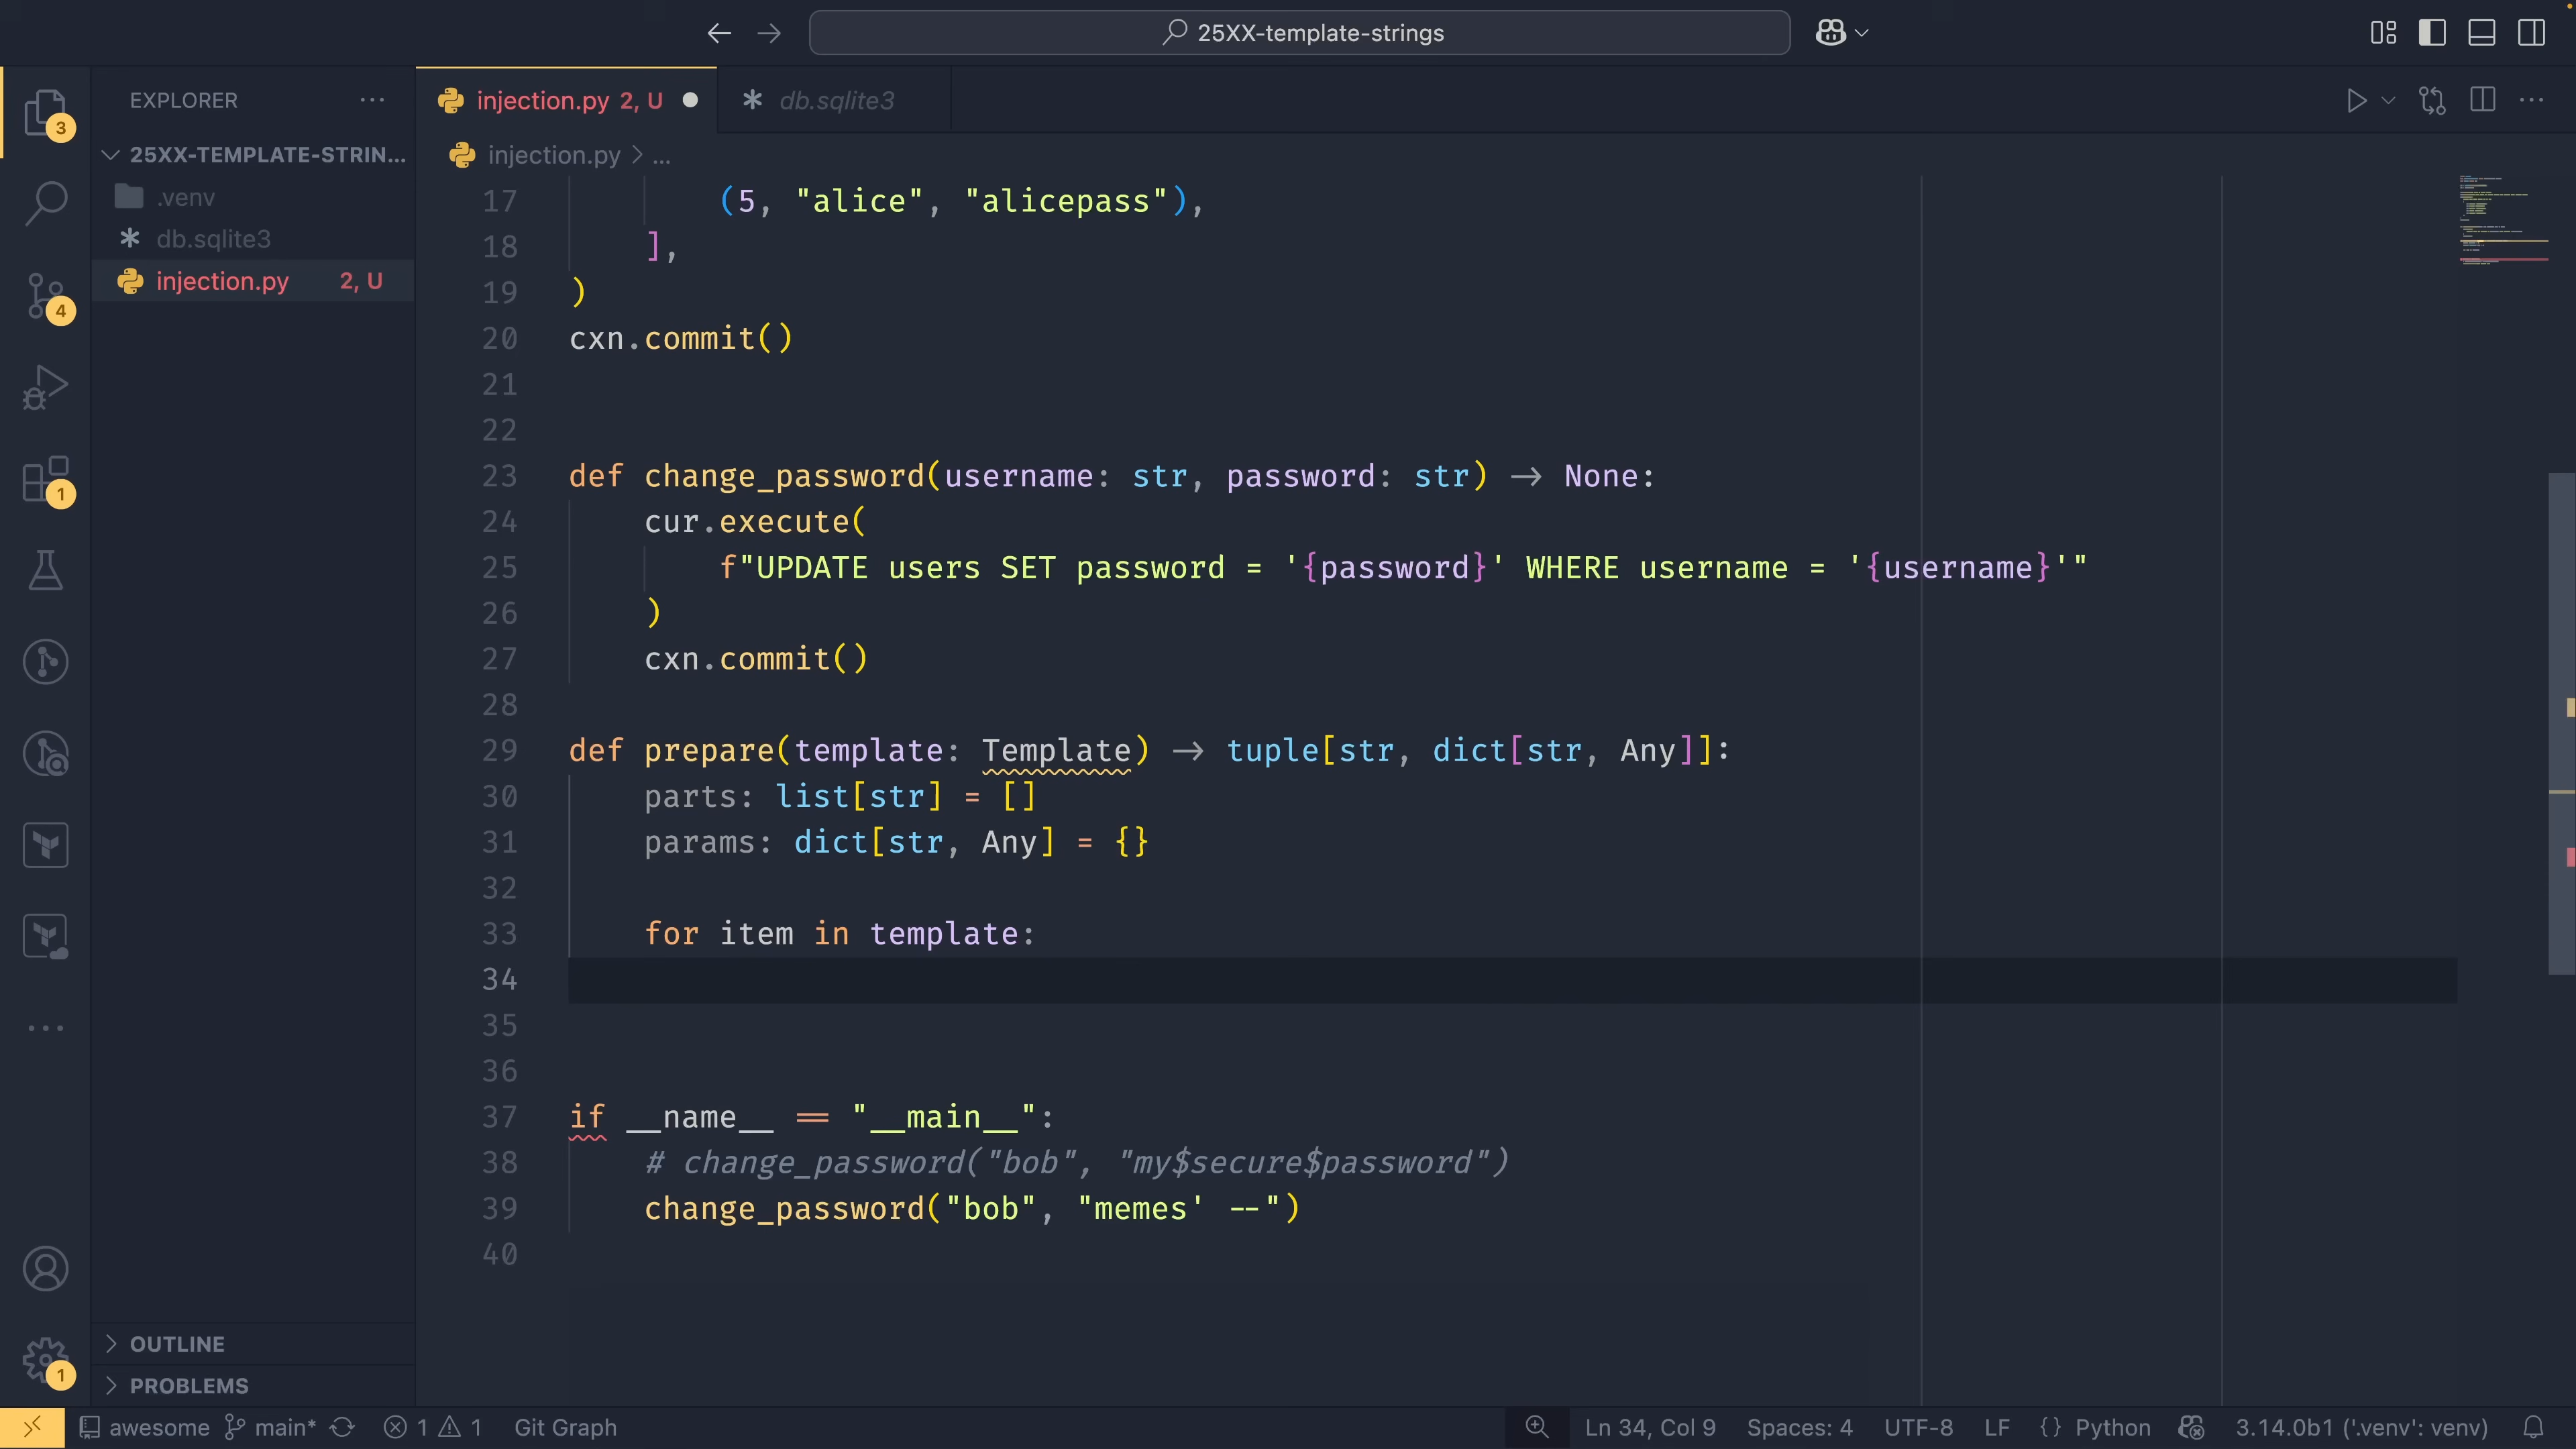 25XX-template-strings
EXPLORER
injection.py 2, U
db.sqlite3
3
25XX-TEMPLATE-STRIN...
injection.py > ...
.venv
db.sqlite3
injection.py 2, U
4
1
17 (5, "alice", "alicepass"),
18 ],
19 )
20 cxn.commit()
21
22
23 def change_password(username: str, password: str) -> None:
24 cur.execute(
25 f"UPDATE users SET password = '{password}' WHERE username = '{username}'"
26 )
27 cxn.commit()
28
29 def prepare(template: Template) -> tuple[str, dict[str, Any]]:
30 parts: list[str] = []
31 params: dict[str, Any] = {}
32
33 for item in template:
34
35
36
37 if __name__ == "__main__":
38 # change_password("bob", "my$secure$password")
39 change_password("bob", "memes' --")
40
OUTLINE
1
PROBLEMS
awesome main* 1 1 Git Graph Ln 34, Col 9 Spaces: 4 UTF-8 LF {} Python 3.14.0b1 ('.venv': venv)